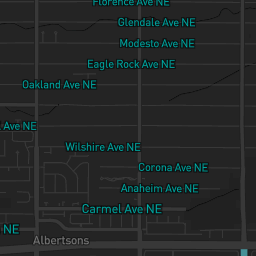 Florence Ave NE
Glendale Ave NE
Modesto Ave NE
Eagle Rock Ave NE
Oakland Ave NE
Ave NE
Wilshire Ave NE
Corona Ave NE
Anaheim Ave NE
Carmel Ave NE
NE
Albertsons